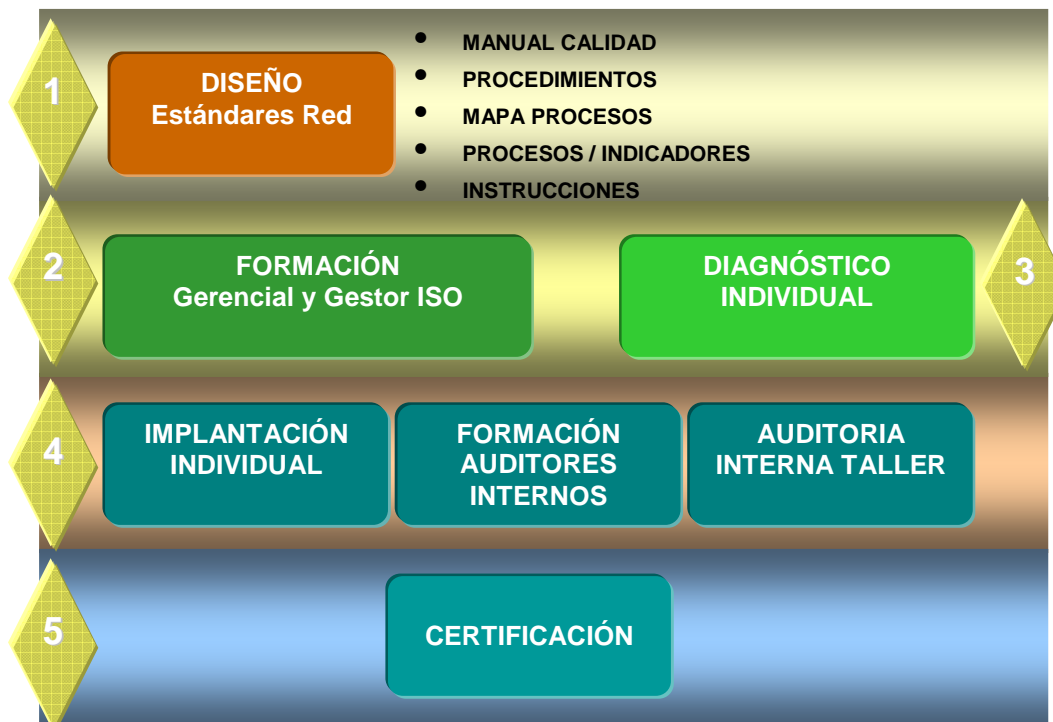 1
DISEÑO
Estándares Red
• MANUAL CALIDAD
• PROCEDIMIENTOS
• MAPA PROCESOS
• PROCESOS / INDICADORES
• INSTRUCCIONES
2
FORMACIÓN
Gerencial y Gestor ISO
DIAGNÓSTICO
INDIVIDUAL
3
4
IMPLANTACIÓN
INDIVIDUAL
FORMACIÓN
AUDITORES
INTERNOS
AUDITORIA
INTERNA TALLER
5
CERTIFICACIÓN